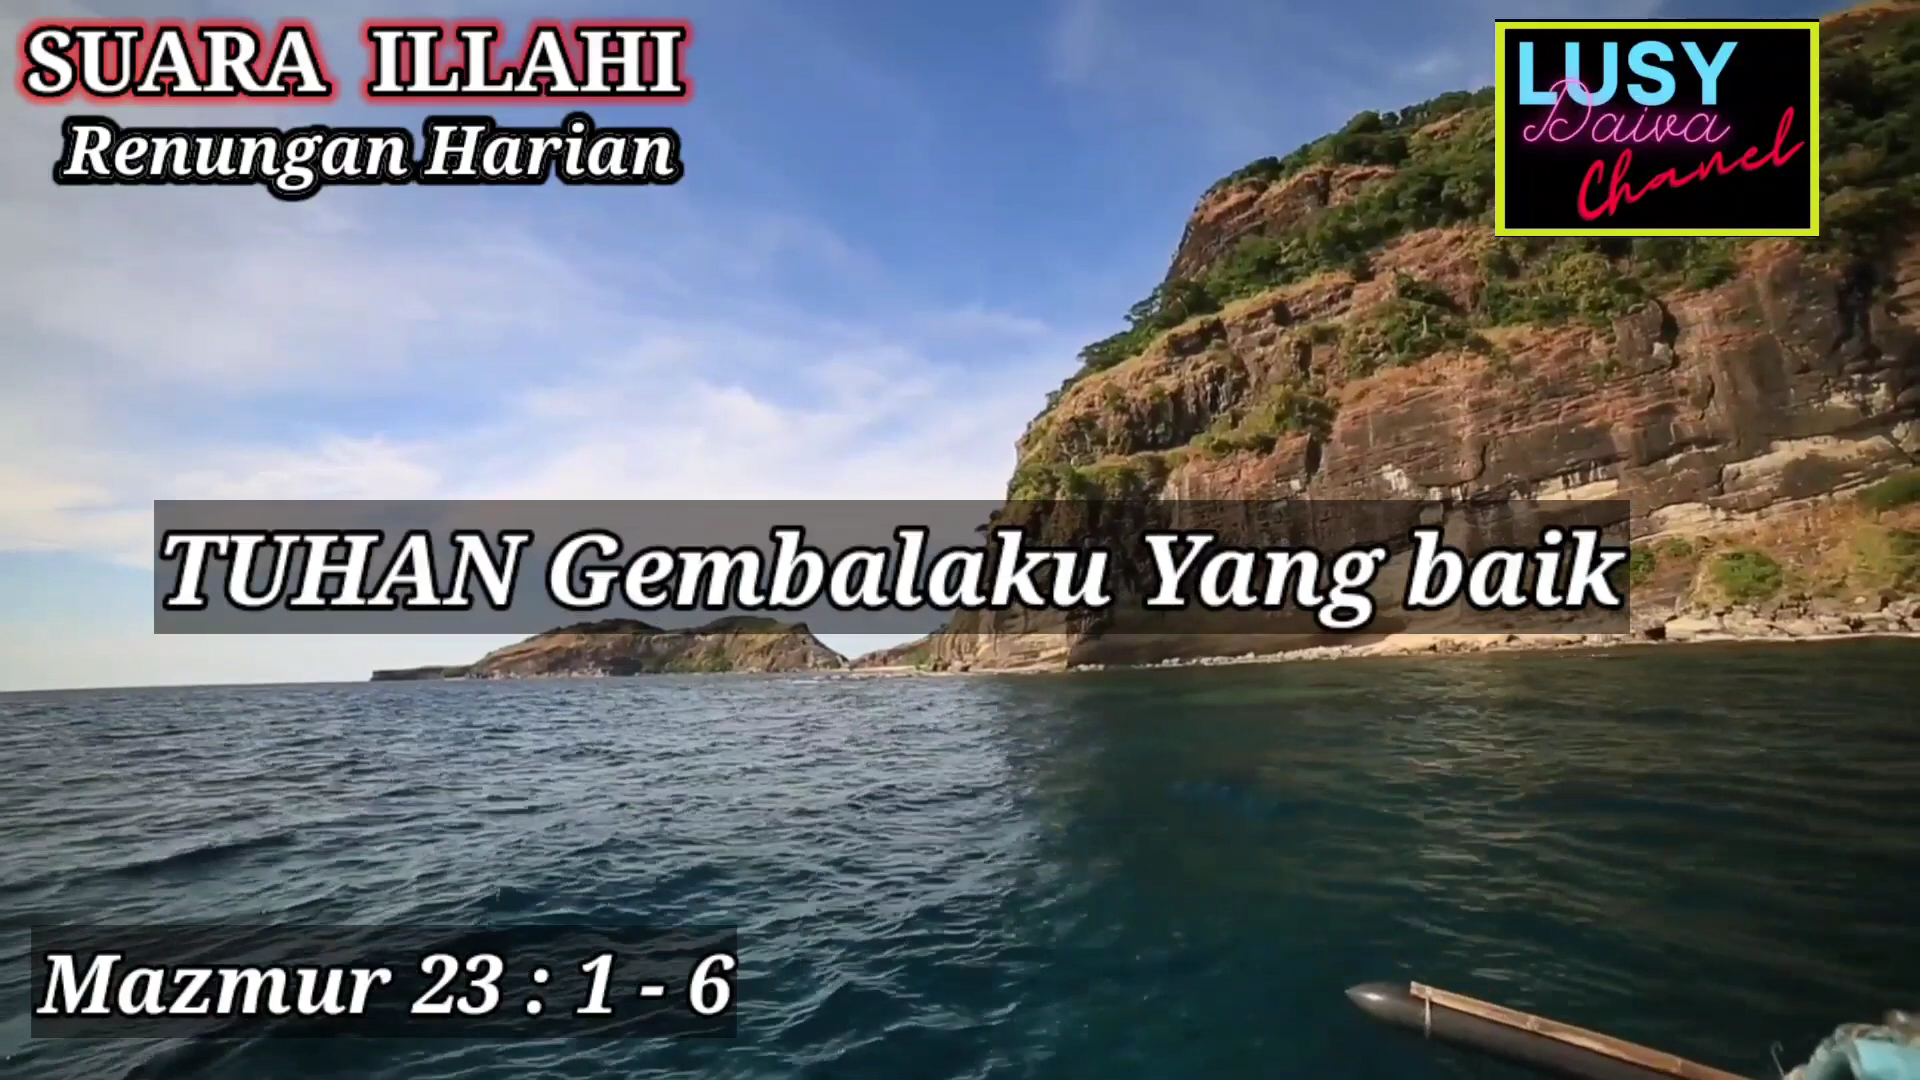 SUARA ILLAHI
Renungan Harian
LUSY
Daiva
Chanel
TUHAN Gembalaku Yang baik
Mazmur 23 : 1 - 6